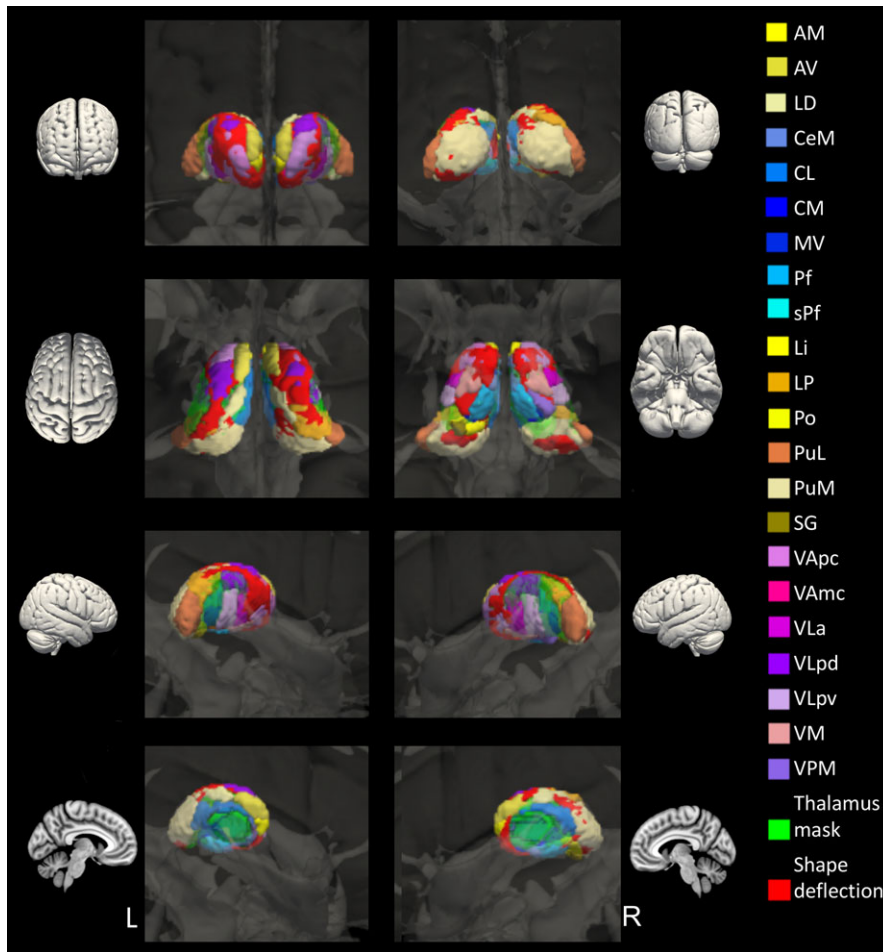 AM
AV
LD
CeM
CL
CM
MV
Pf
sPf
Li
LP
Po
PuL
PuM
SG
VApc
VAmc
VLa
VLpd
VLpv
VM
VPM
Thalamus
mask
Shape
deflection
L
R